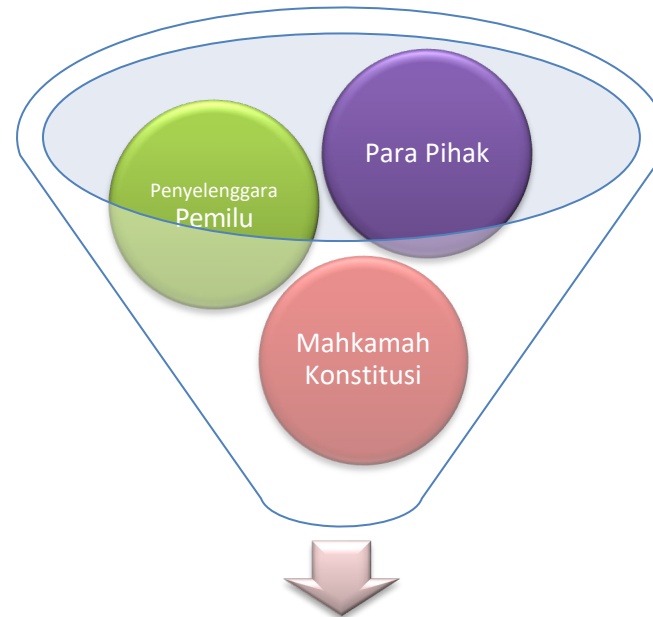 Para Pihak
Penyelenggara
Pemilu
Mahkamah
Konstitusi